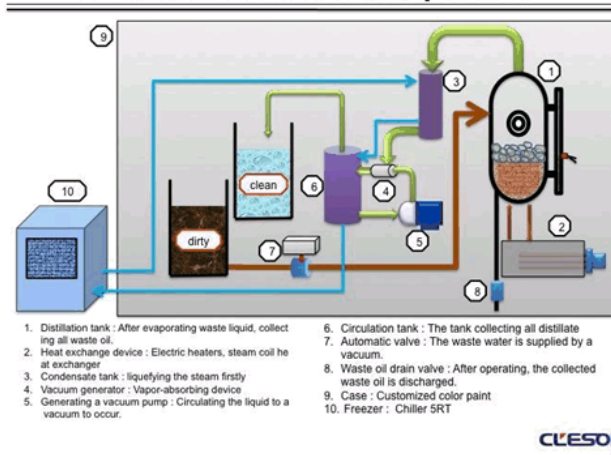 9
1
3
10
clean
6
4
dirty
7
5
2
8
1. Distillation tank : After evaporating waste liquid, collect
ing all waste oil.
2. Heat exchange device : Electric heaters, steam coil he
at exchanger
3. Condensate tank : liquefying the steam firstly
4. Vacuum generator : Vapor-absorbing device
5. Generating a vacuum pump : Circulating the liquid to a
vacuum to occur.
6. Circulation tank : The tank collecting all distillate
7. Automatic valve : The waste water is supplied by a
vacuum.
8. Waste oil drain valve : After operating, the collected
waste oil is discharged.
9. Case : Customized color paint
10. Freezer : Chiller 5RT
CLESO